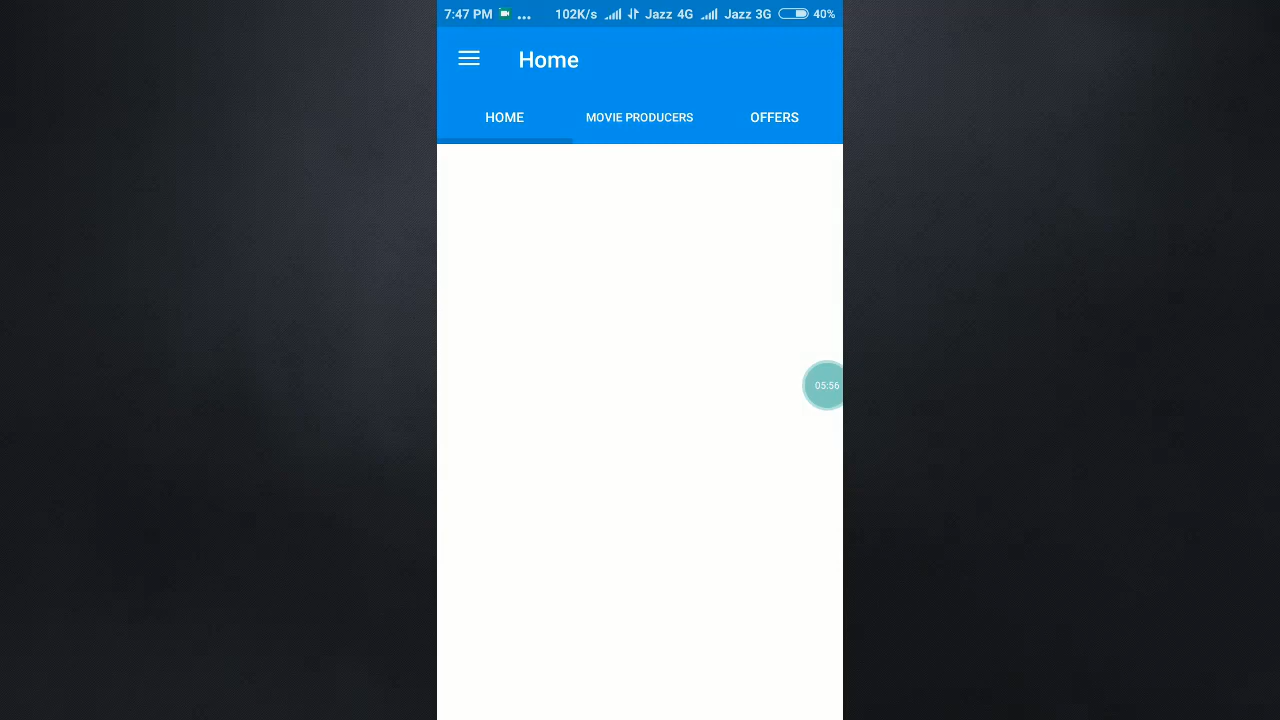 7:47 PM ... 102K/s Jazz 4G Jazz 3G 40%
Home
HOME MOVIE PRODUCERS OFFERS
05:56